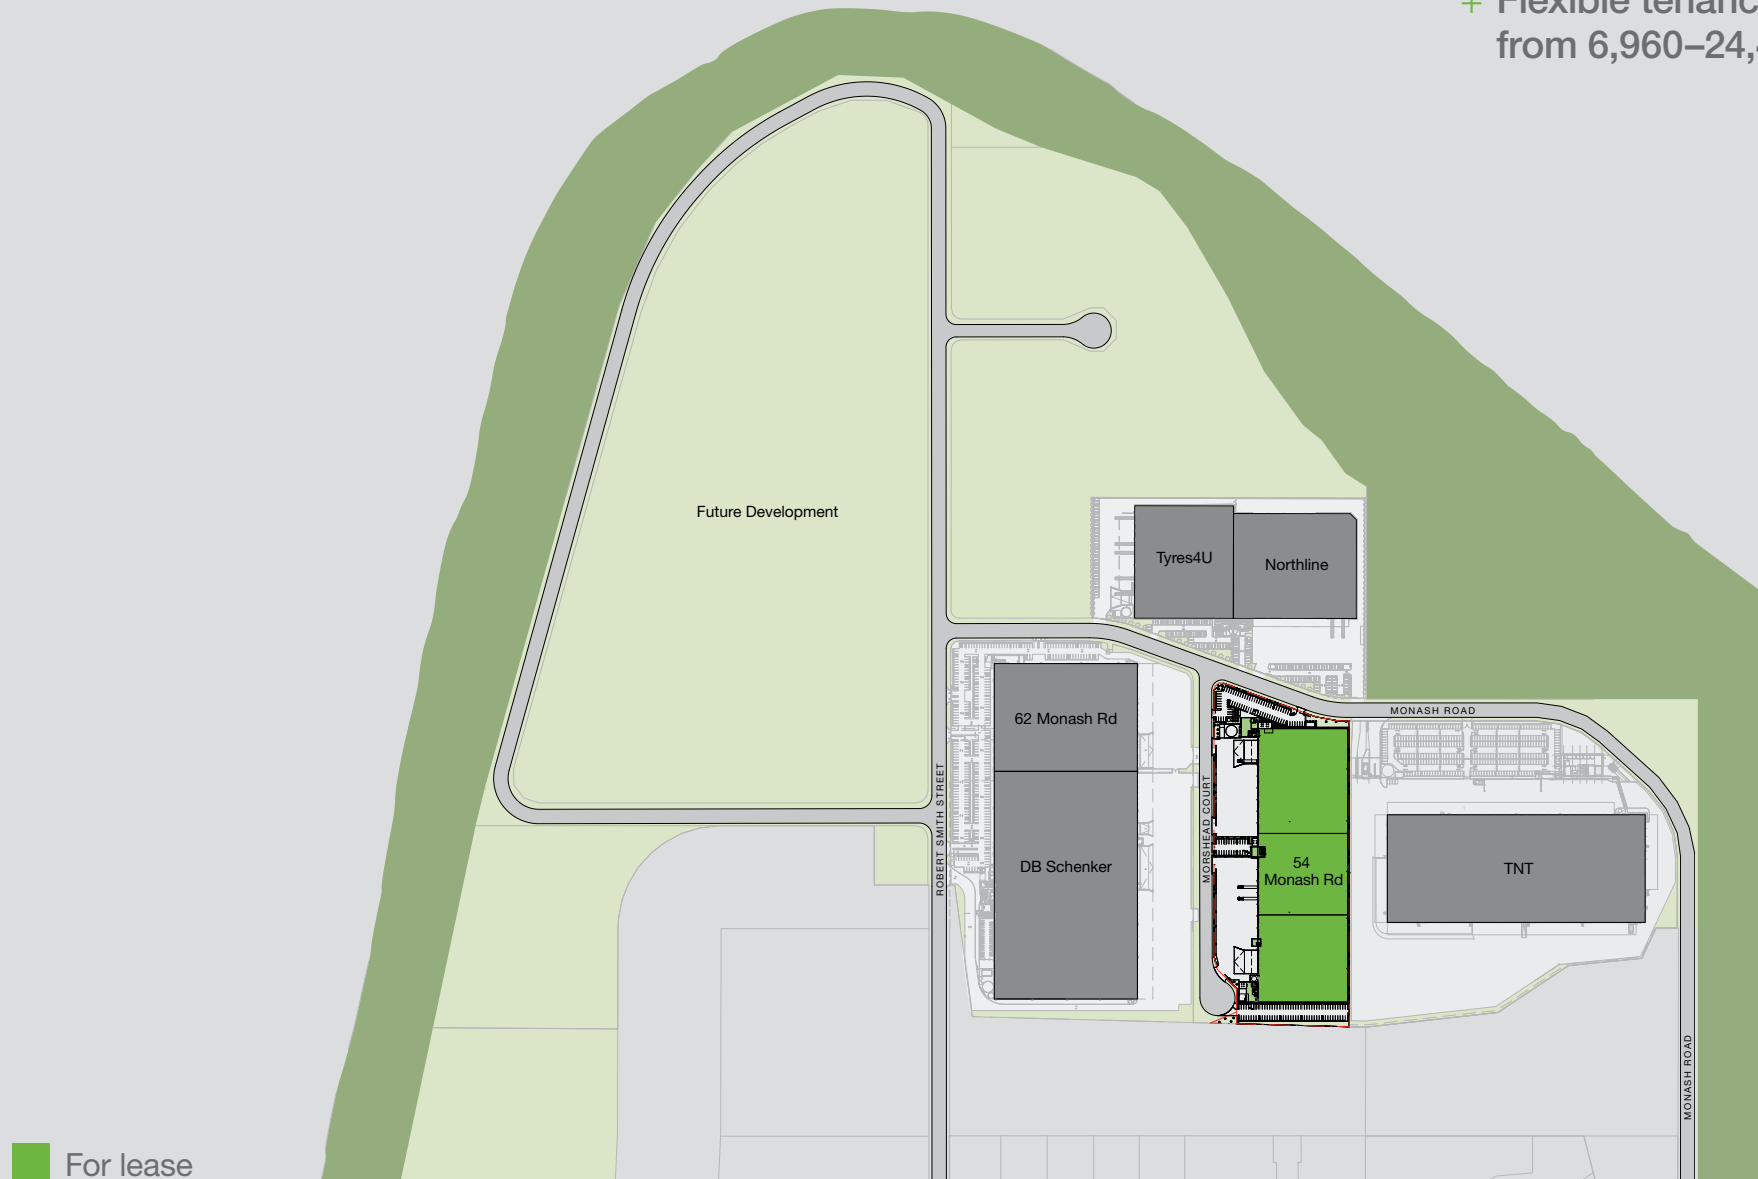 + Flexible
from 6,960–24,
Future Development
Tyres4U
Northline
62 Monash Rd
MONASH ROAD
ROBERT SMITH STREET
MORSHEAD COURT
DB Schenker
54
Monash Rd
TNT
MONASH ROAD
For lease